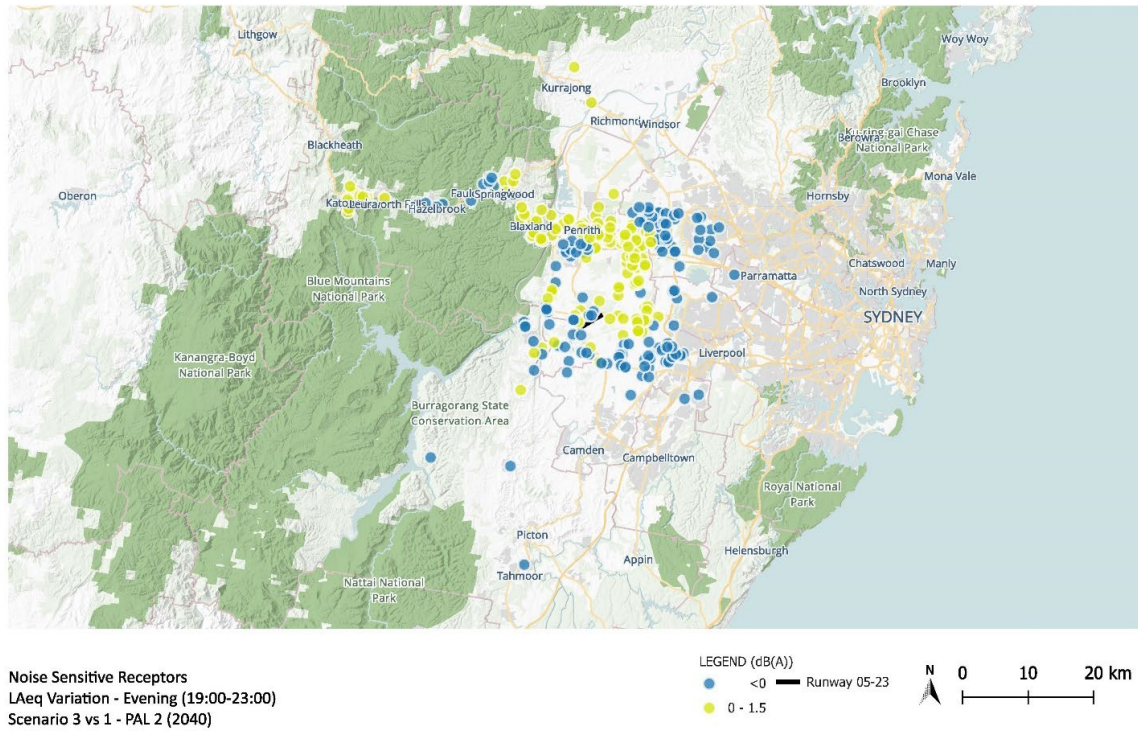 Lithgow
Woy Woy
Brooklyn
Kurrajong
Richmond
Windsor
Berowra
Ku-ring-gai Chase
National Park
Blackheath
Mona Vale
Oberon
Springwood
Hornsby
Hazelbrook
Blaxland
Penrith
Chatswood
Manly
Parramatta
Blue Mountains
National Park
North Sydney
SYDNEY
Kanangra-Boyd
National Park
Liverpool
Burragorang State
Conservation Area
Camden
Campbelltown
Royal National
Park
Picton
Helensburgh
Appin
Tahmoor
Nattai National
Park
Noise Sensitive Receptors
LAeq Variation - Evening (19:00-23:00)
Scenario 3 vs 1 - PAL 2 (2040)
LEGEND (dB(A))
<0
Runway 05-23
0 - 1.5
N
0 10 20 km